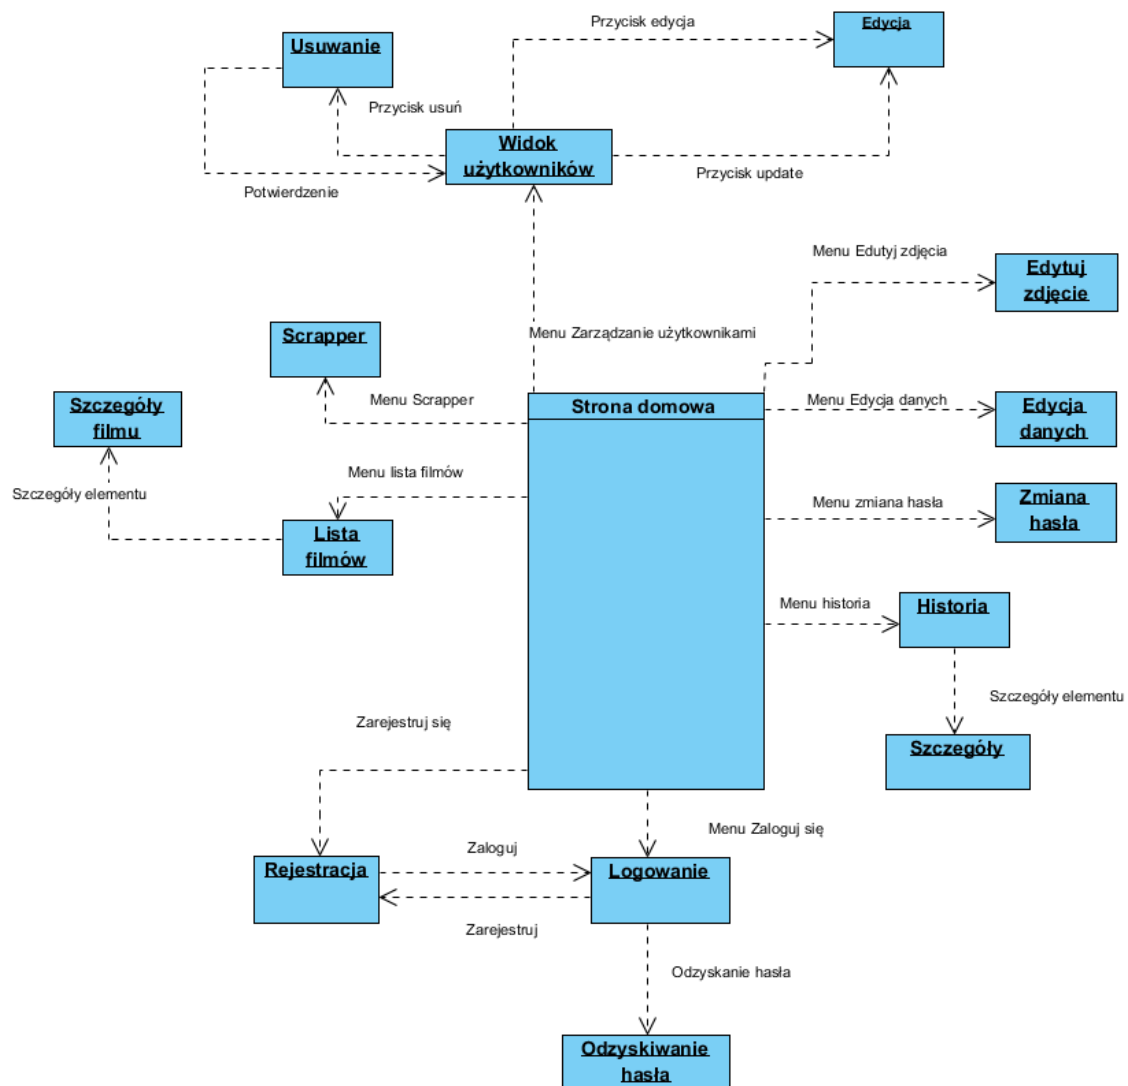 Przycisk edycja
Edycja
Usuwanie
Przycisk usuń
Widok
użytkowników
Przycisk update
Potwierdzenie
Menu Edutyj zdjęcia
Edytuj
zdjęcie
Menu Zarządzanie użytkownikami
Scrapper
Menu Scrapper
Strona domowa
Menu Edycja danych
Edycja
danych
Szczegóły
filmu
Menu lista filmów
Szczegóły elementu
Lista
filmów
Menu zmiana hasła
Zmiana
hasła
Menu historia
Historia
Szczegóły elementu
Szczegóły
Zarejestruj się
Menu Zaloguj się
Rejestracja
Zaloguj
Logowanie
Zarejestruj
Odzyskanie hasła
Odzyskiwanie
hasła